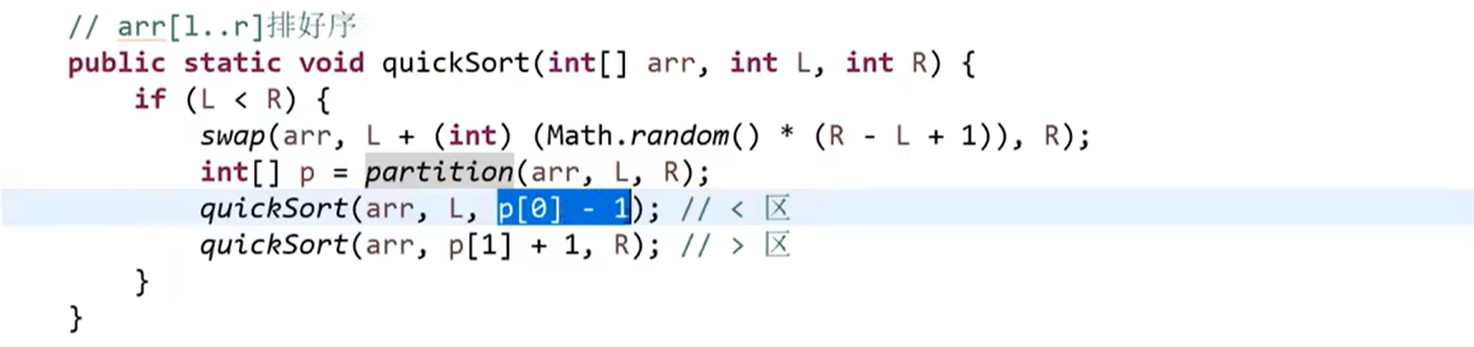 // arr[l..r]排好序
public static void quickSort(int[] arr, int L, int R) {
if (L < R) {
swap(arr, L + (int) (Math.random() * (R - L + 1)), R);
int[] p = partition(arr, L, R);
quickSort(arr, L, p[0] - 1); // < 区
quickSort(arr, p[1] + 1, R); // > 区
}
}